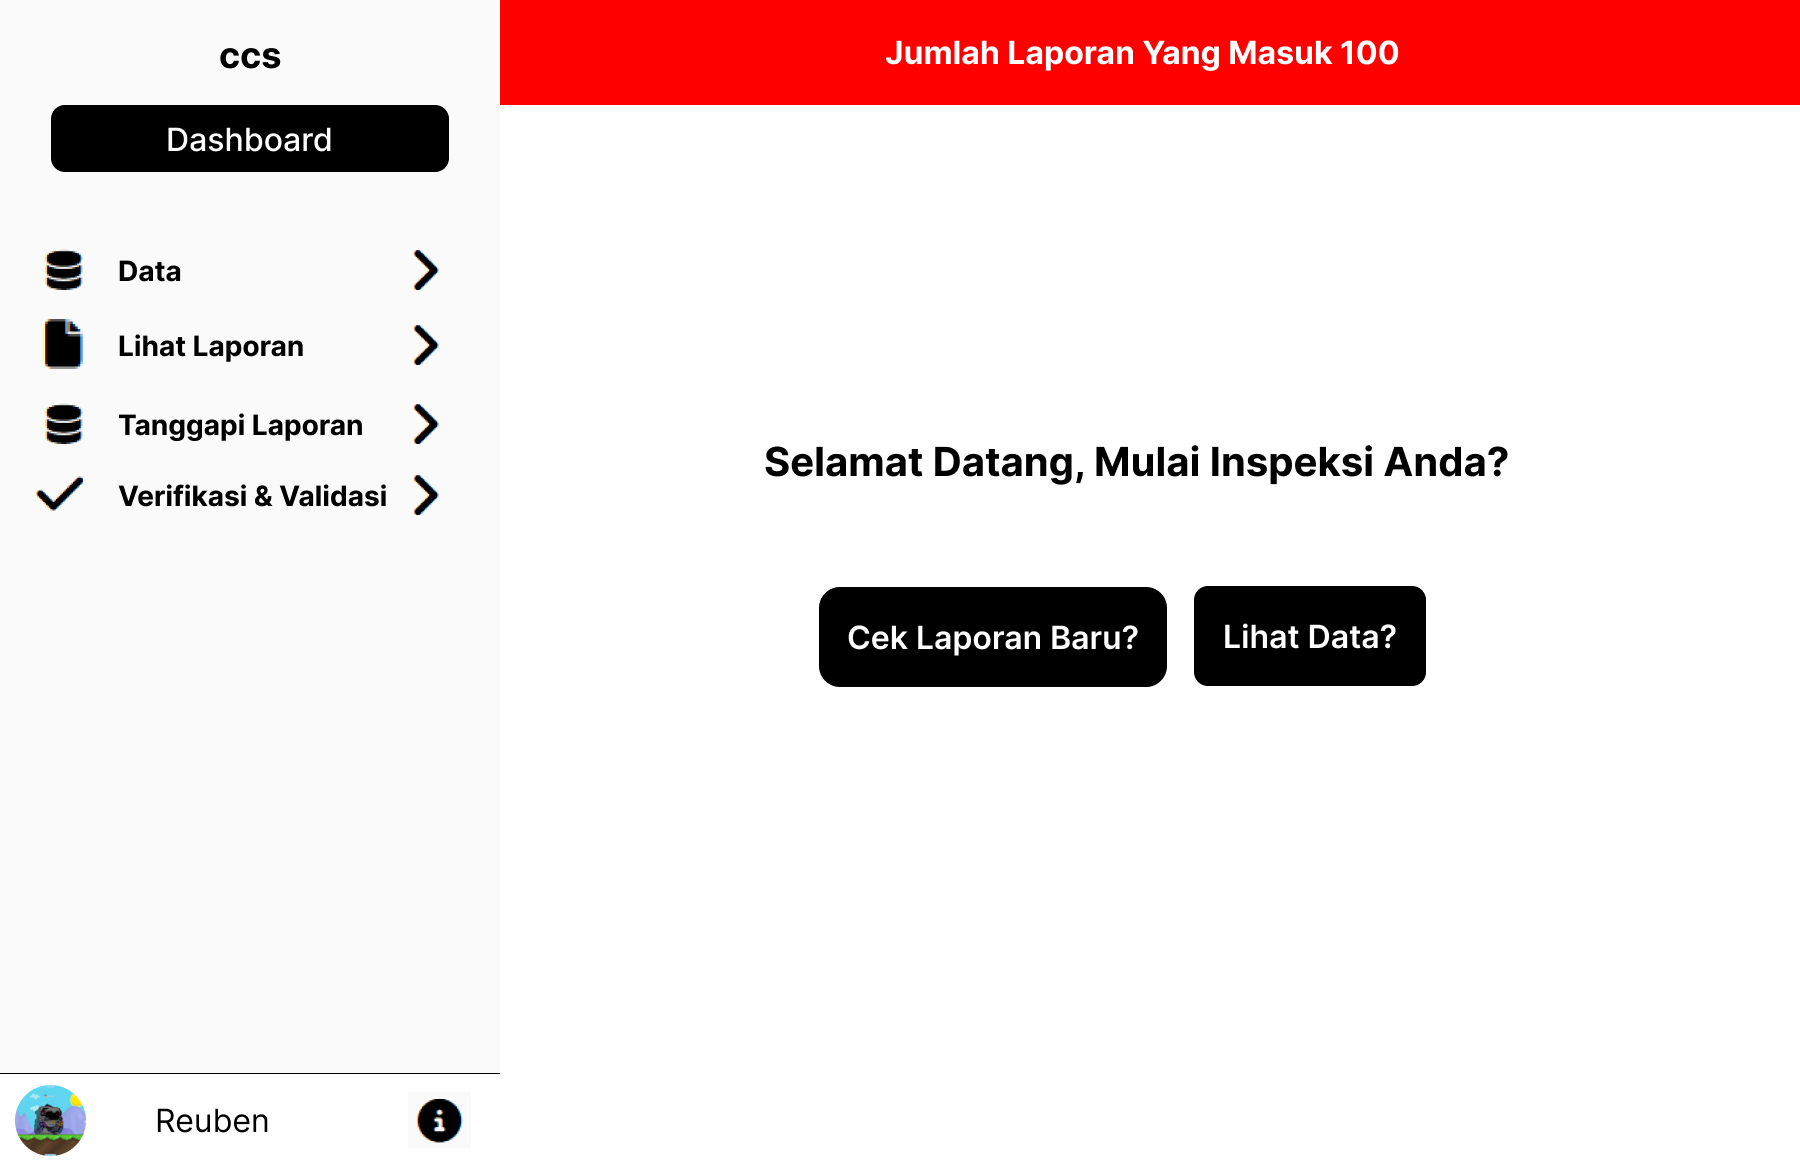 ccs
Dashboard
Data
Lihat Laporan
Tanggapi Laporan
Verifikasi & Validasi
Reuben
Jumlah Laporan Yang Masuk 100
Selamat Datang, Mulai Inspeksi Anda?
Cek Laporan Baru?
Lihat Data?